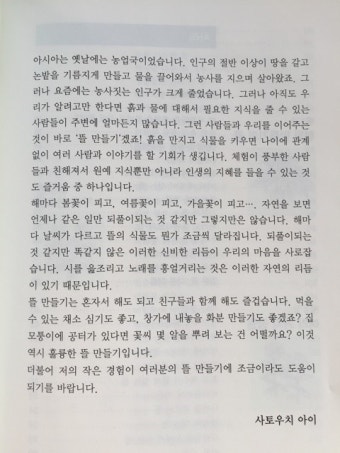 아시아는 옛날에는 농업국이었습니다. 인구의 절반 이상이 땅을 갈고
논밭을 기름지게 만들고 물을 끌어와서 농사를 지으며 살아왔죠. 그
러나 요즘에는 농사짓는 인구가 크게 줄었습니다. 그러나 아직도 우
리가 알려고만 한다면 흙과 물에 대해서 필요한 지식을 줄 수 있는
사람들이 주변에 얼마든지 많습니다. 그런 사람들과 우리를 이어주는
것이 바로 '뜰 만들기'겠죠! 흙을 만지고 식물을 키우면 나이에 관계
없이 여러 사람과 이야기를 할 기회가 생깁니다. 체험이 풍부한 사람
들과 친해져서 원예 지식뿐만 아니라 인생의 지혜를 들을 수 있는 것
도 즐거움 중 하나입니다.
해마다 봄꽃이 피고, 여름꽃이 피고, 가을꽃이 피고…. 자연을 보면
언제나 같은 일만 되풀이되는 것 같지만 그렇지만은 않습니다. 해마
다 날씨가 다르고 뜰의 식물도 뭔가 조금씩 달라집니다. 되풀이되는
것 같지만 똑같지 않은 이러한 신비한 리듬이 우리의 마음을 사로잡
습니다. 시를 읊조리고 노래를 흥얼거리는 것은 이러한 자연의 리듬
이 있기 때문입니다.
뜰 만들기는 혼자서 해도 되고 친구들과 함께 해도 즐겁습니다. 먹을
수 있는 채소 심기도 좋고, 창가에 내놓을 화분 만들기도 좋겠죠? 집
모퉁이에 공터가 있다면 꽃씨 몇 알을 뿌려 보는 건 어떨까요? 이것
역시 훌륭한 뜰 만들기입니다.
더불어 저의 작은 경험이 여러분의 뜰 만들기에 조금이라도 도움이
되기를 바랍니다.
사토우치 아이